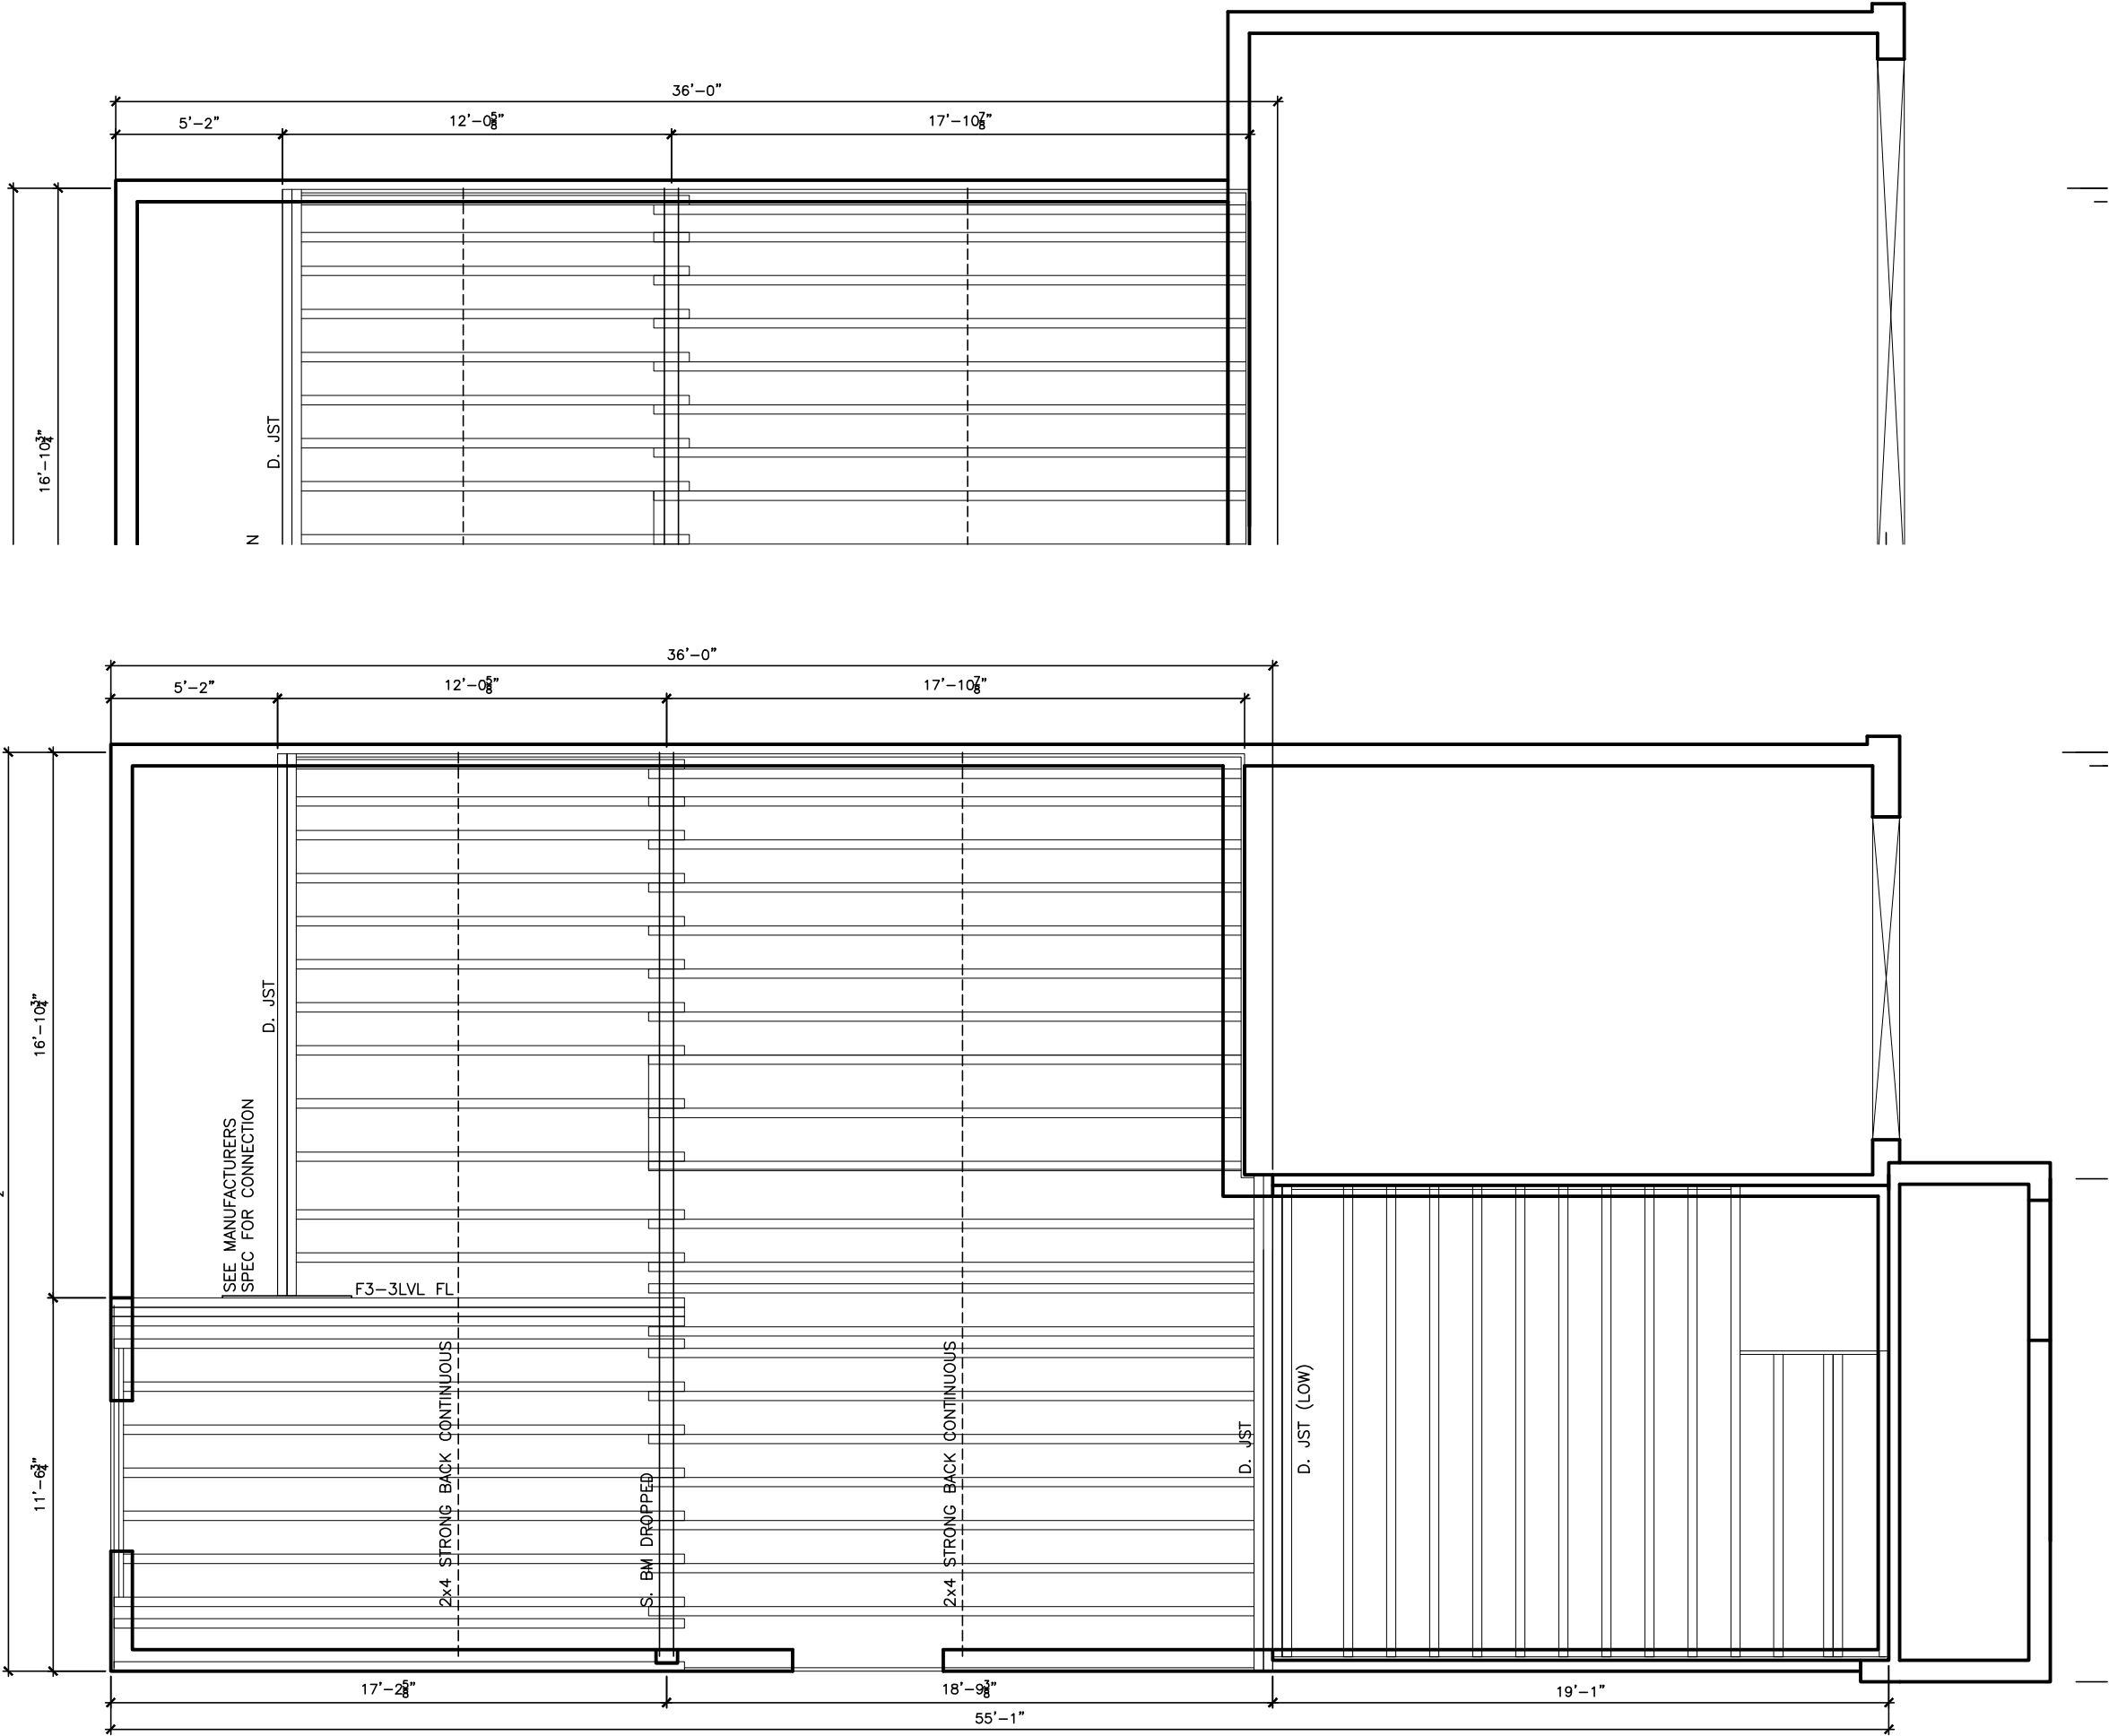 36'-0"
5'-2"
12'-0⅝"
17'-10⅞"
16'-10¾"
D. JST
N
36'-0"
5'-2"
12'-0⅝"
17'-10⅞"
16'-10¾"
D. JST
SEE MANUFACTURERS
SPEC FOR CONNECTION
F3-3LVL FL
11'-6¾"
2x4 STRONG BACK CONTINUOUS
S. BM DROPPED
2x4 STRONG BACK CONTINUOUS
D. JST
D. JST (LOW)
17'-2⅝"
18'-9⅜"
19'-1"
55'-1"